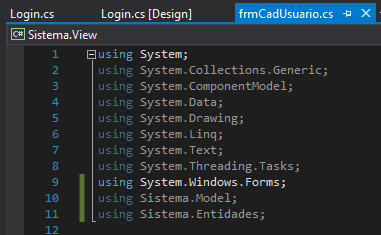 Login.cs Login.cs [Design] frmCadUsuario.cs
C# Sistema.View
1 using System;
2 using System.Collections.Generic;
3 using System.ComponentModel;
4 using System.Data;
5 using System.Drawing;
6 using System.Linq;
7 using System.Text;
8 using System.Threading.Tasks;
9 using System.Windows.Forms;
10 using Sistema.Model;
11 using Sistema.Entidades;
12